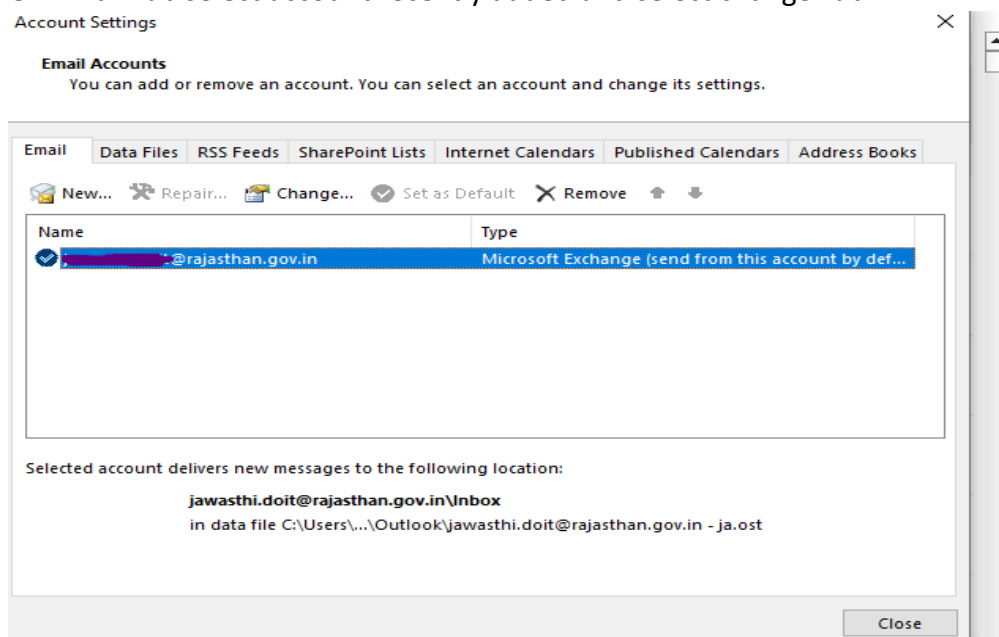 Account Settings
Email Accounts
You can add or remove an account. You can select an account and change its settings.
Email Data Files RSS Feeds SharePoint Lists Internet Calendars Published Calendars Address Books
New... Repair... Change... Set as Default Remove
Name Type
@rajasthan.gov.in Microsoft Exchange (send from this account by def...
Selected account delivers new messages to the following location:
jawasthi.doit@rajasthan.gov.in\Inbox
in data file C:\Users\...\Outlook\jawasthi.doit@rajasthan.gov.in - ja.ost
Close